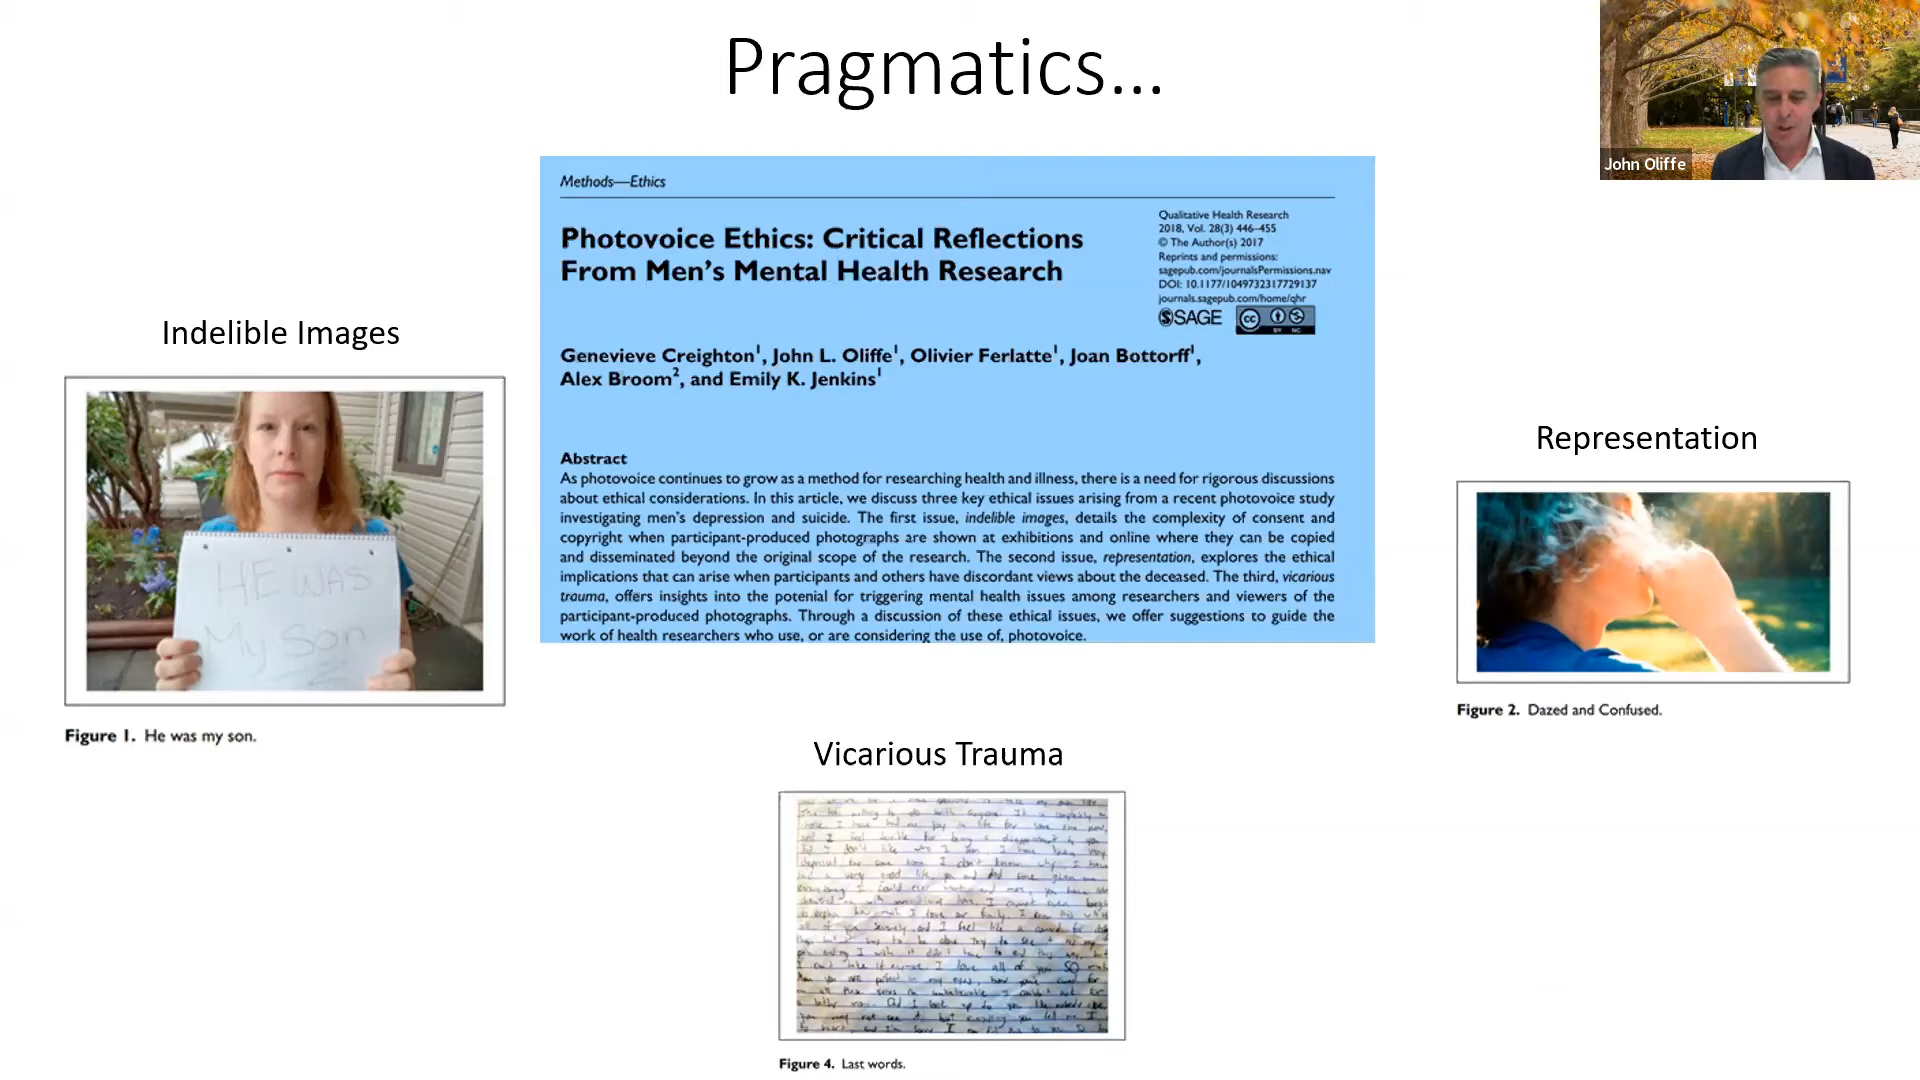 Pragmatics...
John Oliffe
Methods—Ethics
Photovoice Ethics: Critical Reflections
From Men's Mental Health Research
Qualitative Health Research
2018, Vol. 28(3) 446–455
© The Author(s) 2017
Reprints and permissions:
sagepub.com/journalsPermissions.nav
DOI: 10.1177/1049732317729137
journals.sagepub.com/home/qhr
SAGE
CC BY NC
Genevieve Creighton1, John L. Oliffe1, Olivier Ferlatte1, Joan Bottorff1,
Alex Broom2, and Emily K. Jenkins1
Abstract
As photovoice continues to grow as a method for researching health and illness, there is a need for rigorous discussions
about ethical considerations. In this article, we discuss three key ethical issues arising from a recent photovoice study
investigating men's depression and suicide. The first issue, indelible images, details the complexity of consent and
copyright when participant-produced photographs are shown at exhibitions and online where they can be copied
and disseminated beyond the original scope of the research. The second issue, representation, explores the ethical
implications that can arise when participants and others have discordant views about the deceased. The third, vicarious
trauma, offers insights into the potenial for triggering mental health issues among researchers and viewers of the
participant-produced photographs. Through a discussion of these ethical issues, we offer suggestions to guide the
work of health researchers who use, or are considering the use of, photovoice.
Indelible Images
HE WAS
My Son
Figure 1. He was my son.
Representation
Figure 2. Dazed and Confused.
Vicarious Trauma
Figure 4. Last words.